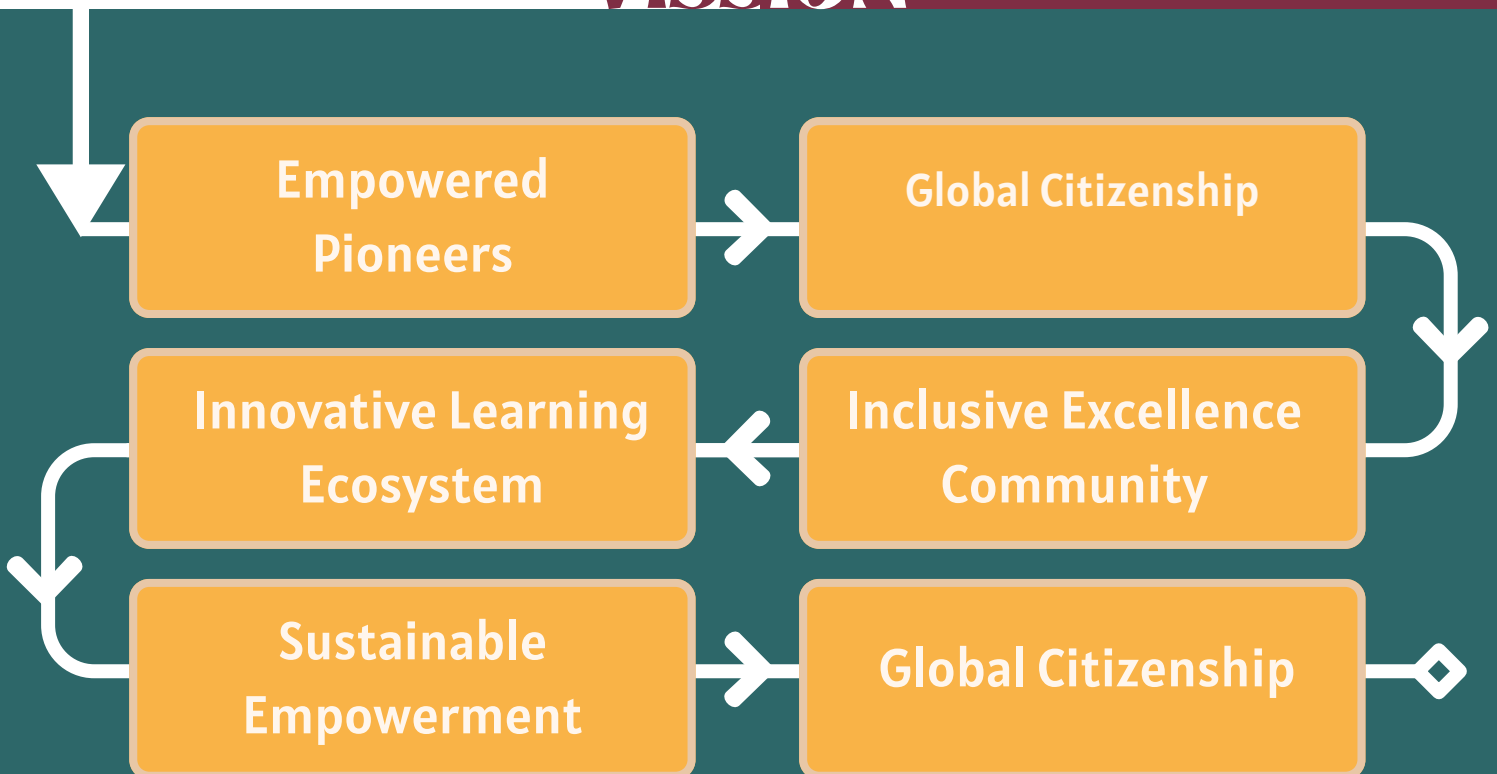 Empowered
Pioneers
Global Citizenship
Innovative Learning
Ecosystem
Inclusive Excellence
Community
Sustainable
Empowerment
Global Citizenship